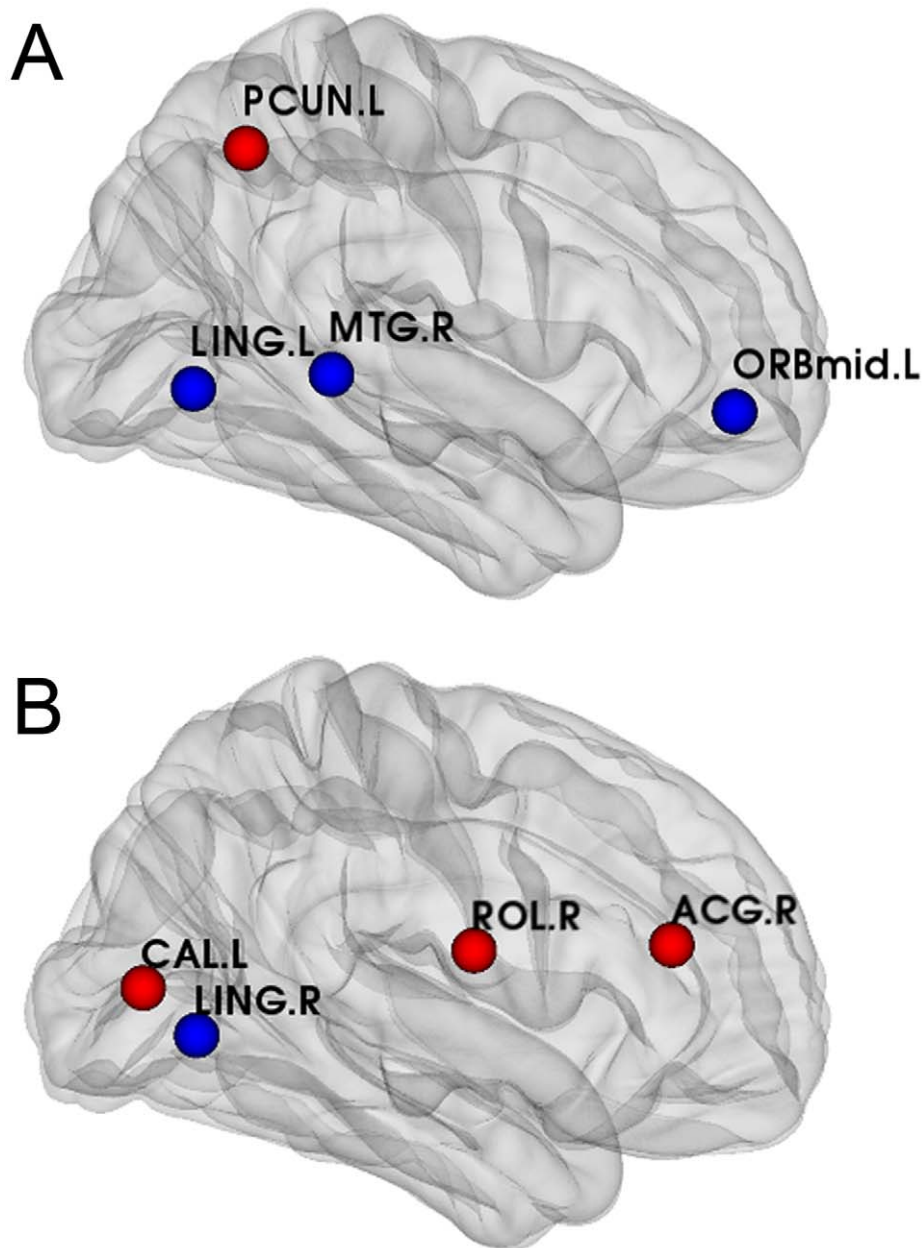 A
PCUN.L
LING.L MTG.R
ORBmid.L
B
ROL.R ACG.R
CAL.L
LING.R